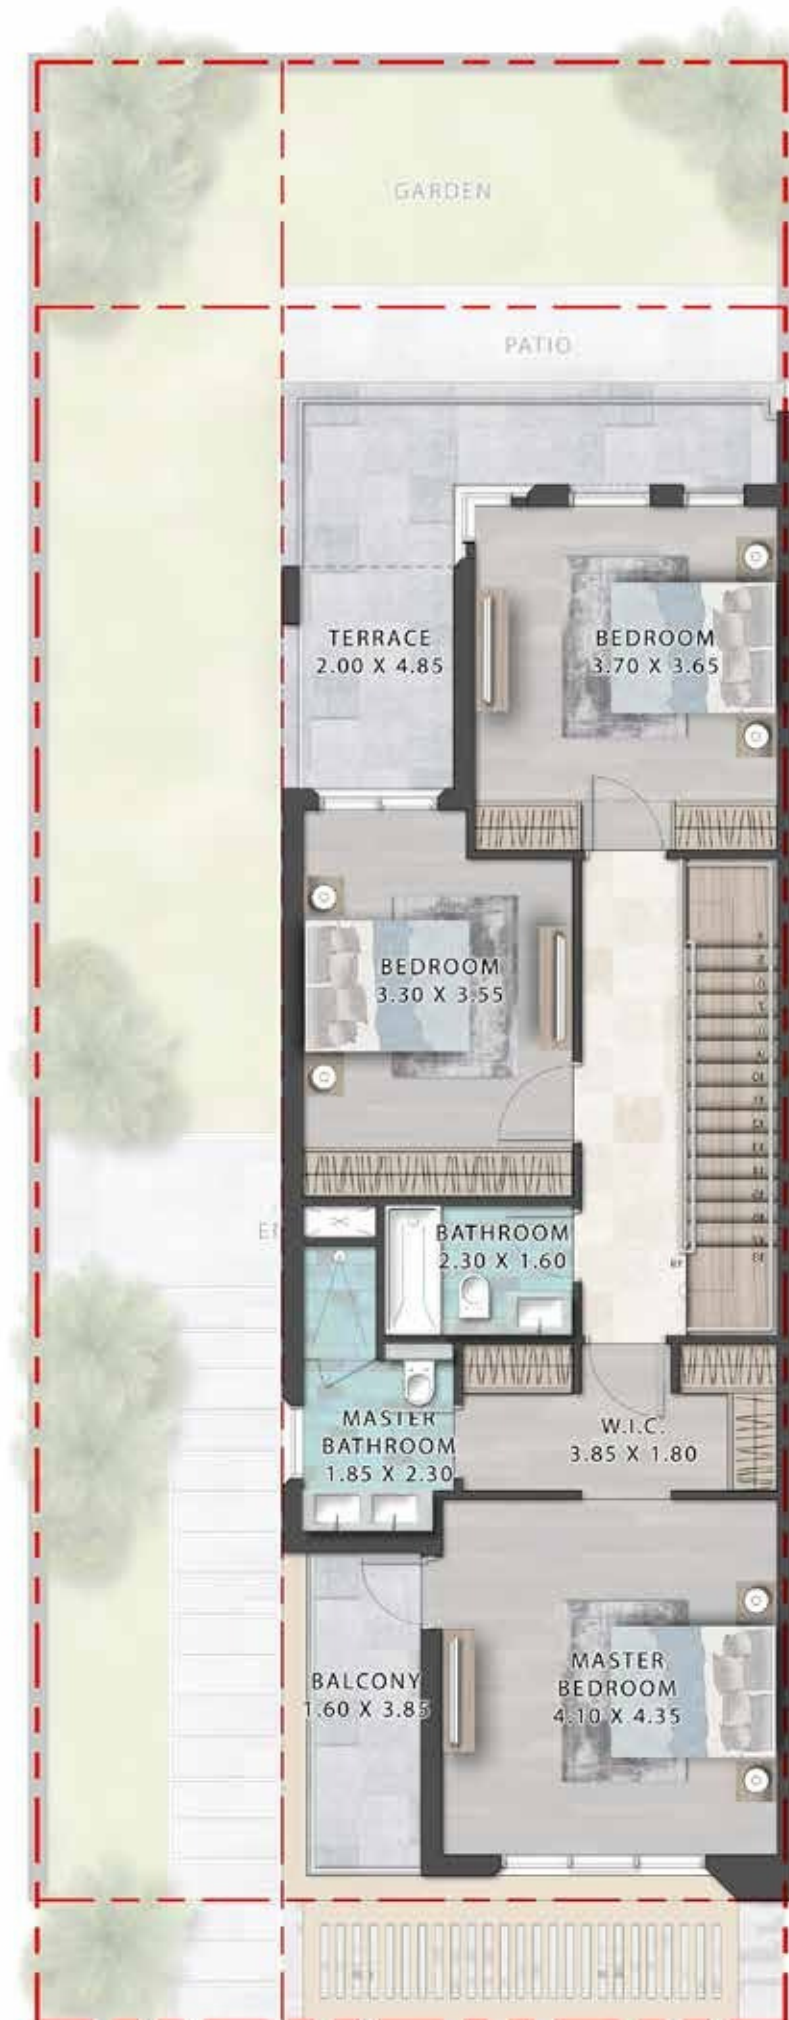 GARDEN
PATIO
TERRACE
2.00 X 4.85
BEDROOM
3.70 X 3.65
BEDROOM
3.30 X 3.55
BATHROOM
2.30 X 1.60
MASTER
BATHROOM
1.85 X 2.30
W.I.C.
3.85 X 1.80
BALCONY
1.60 X 3.85
MASTER
BEDROOM
4.10 X 4.35